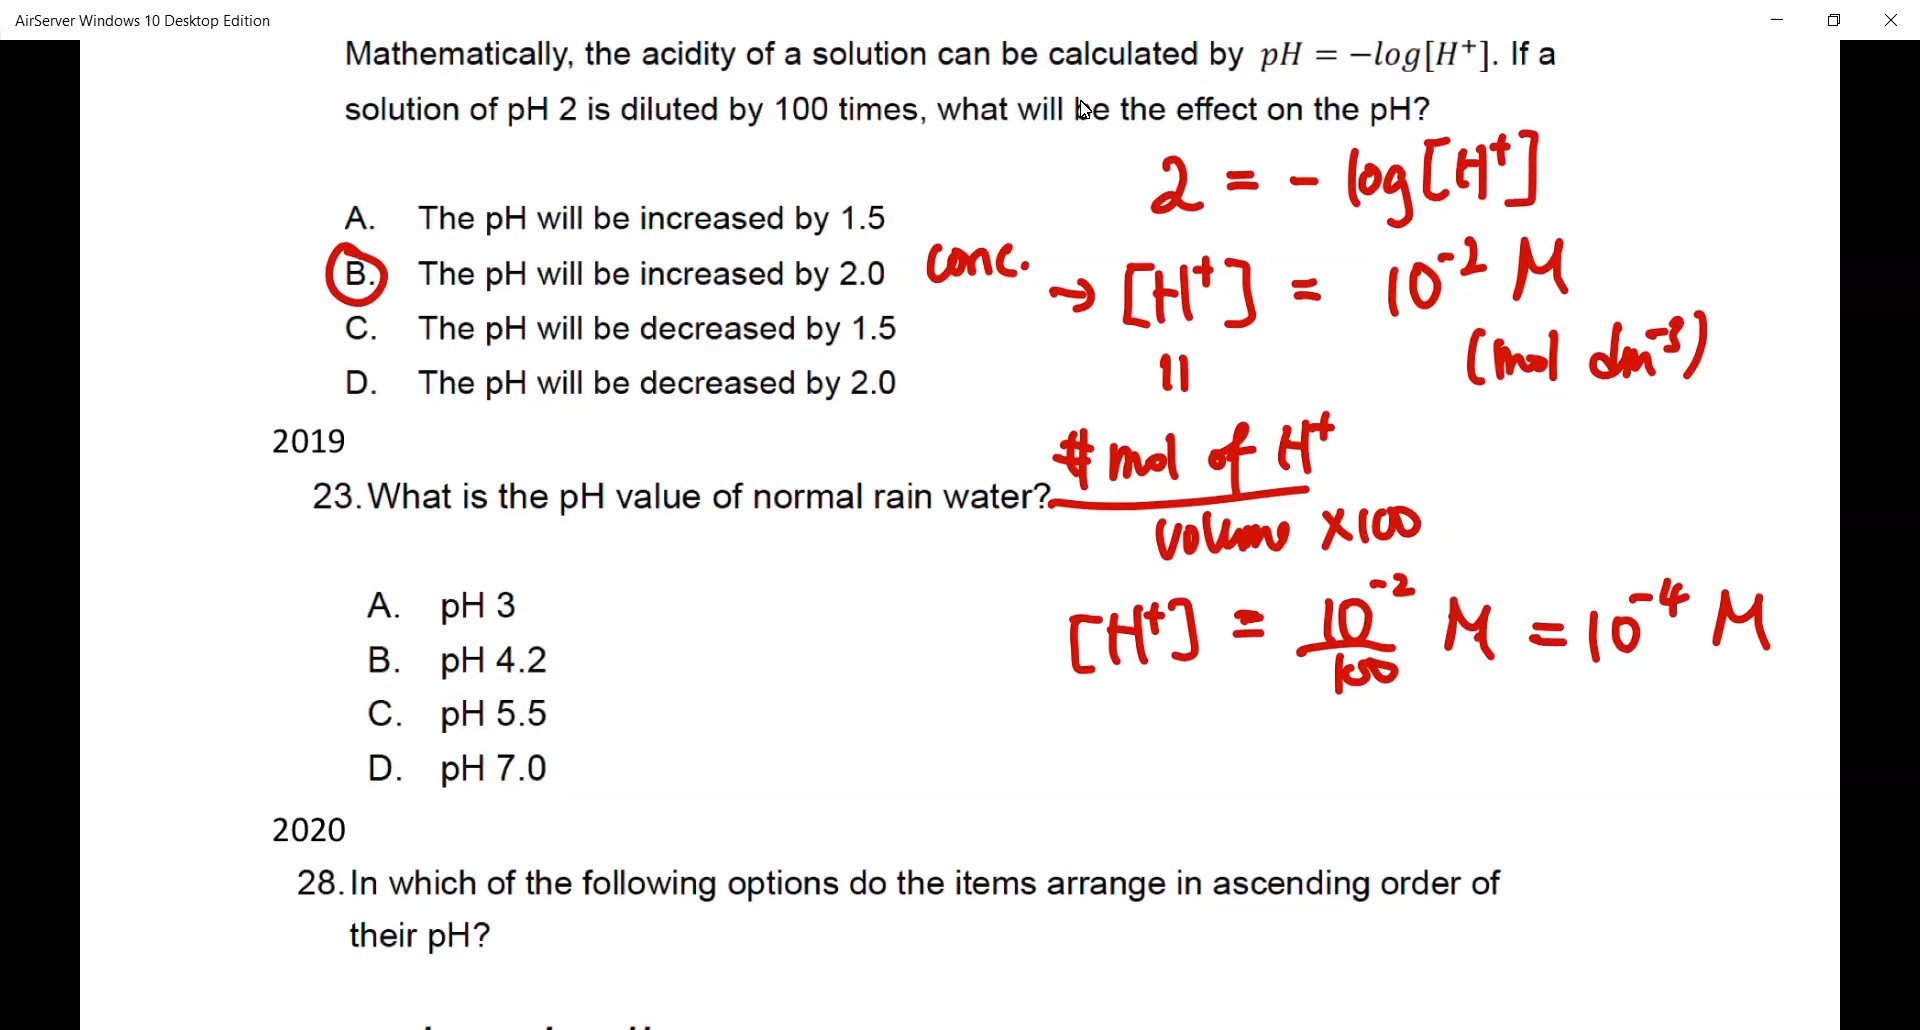 AirServer Windows 10 Desktop Edition
Mathematically, the acidity of a solution can be calculated by pH = −log[H⁺]. If a
solution of pH 2 is diluted by 100 times, what will be the effect on the pH?
2 = - log[H⁺]
A. The pH will be increased by 1.5
B. The pH will be increased by 2.0
conc. → [H⁺] = 10⁻² M
C. The pH will be decreased by 1.5
(mol dm⁻³)
D. The pH will be decreased by 2.0
||
2019
# mol of H⁺
23. What is the pH value of normal rain water?
volume ×100
A. pH 3
[H⁺] = 10⁻²/100 M = 10⁻⁴ M
B. pH 4.2
C. pH 5.5
D. pH 7.0
2020
28. In which of the following options do the items arrange in ascending order of
their pH?